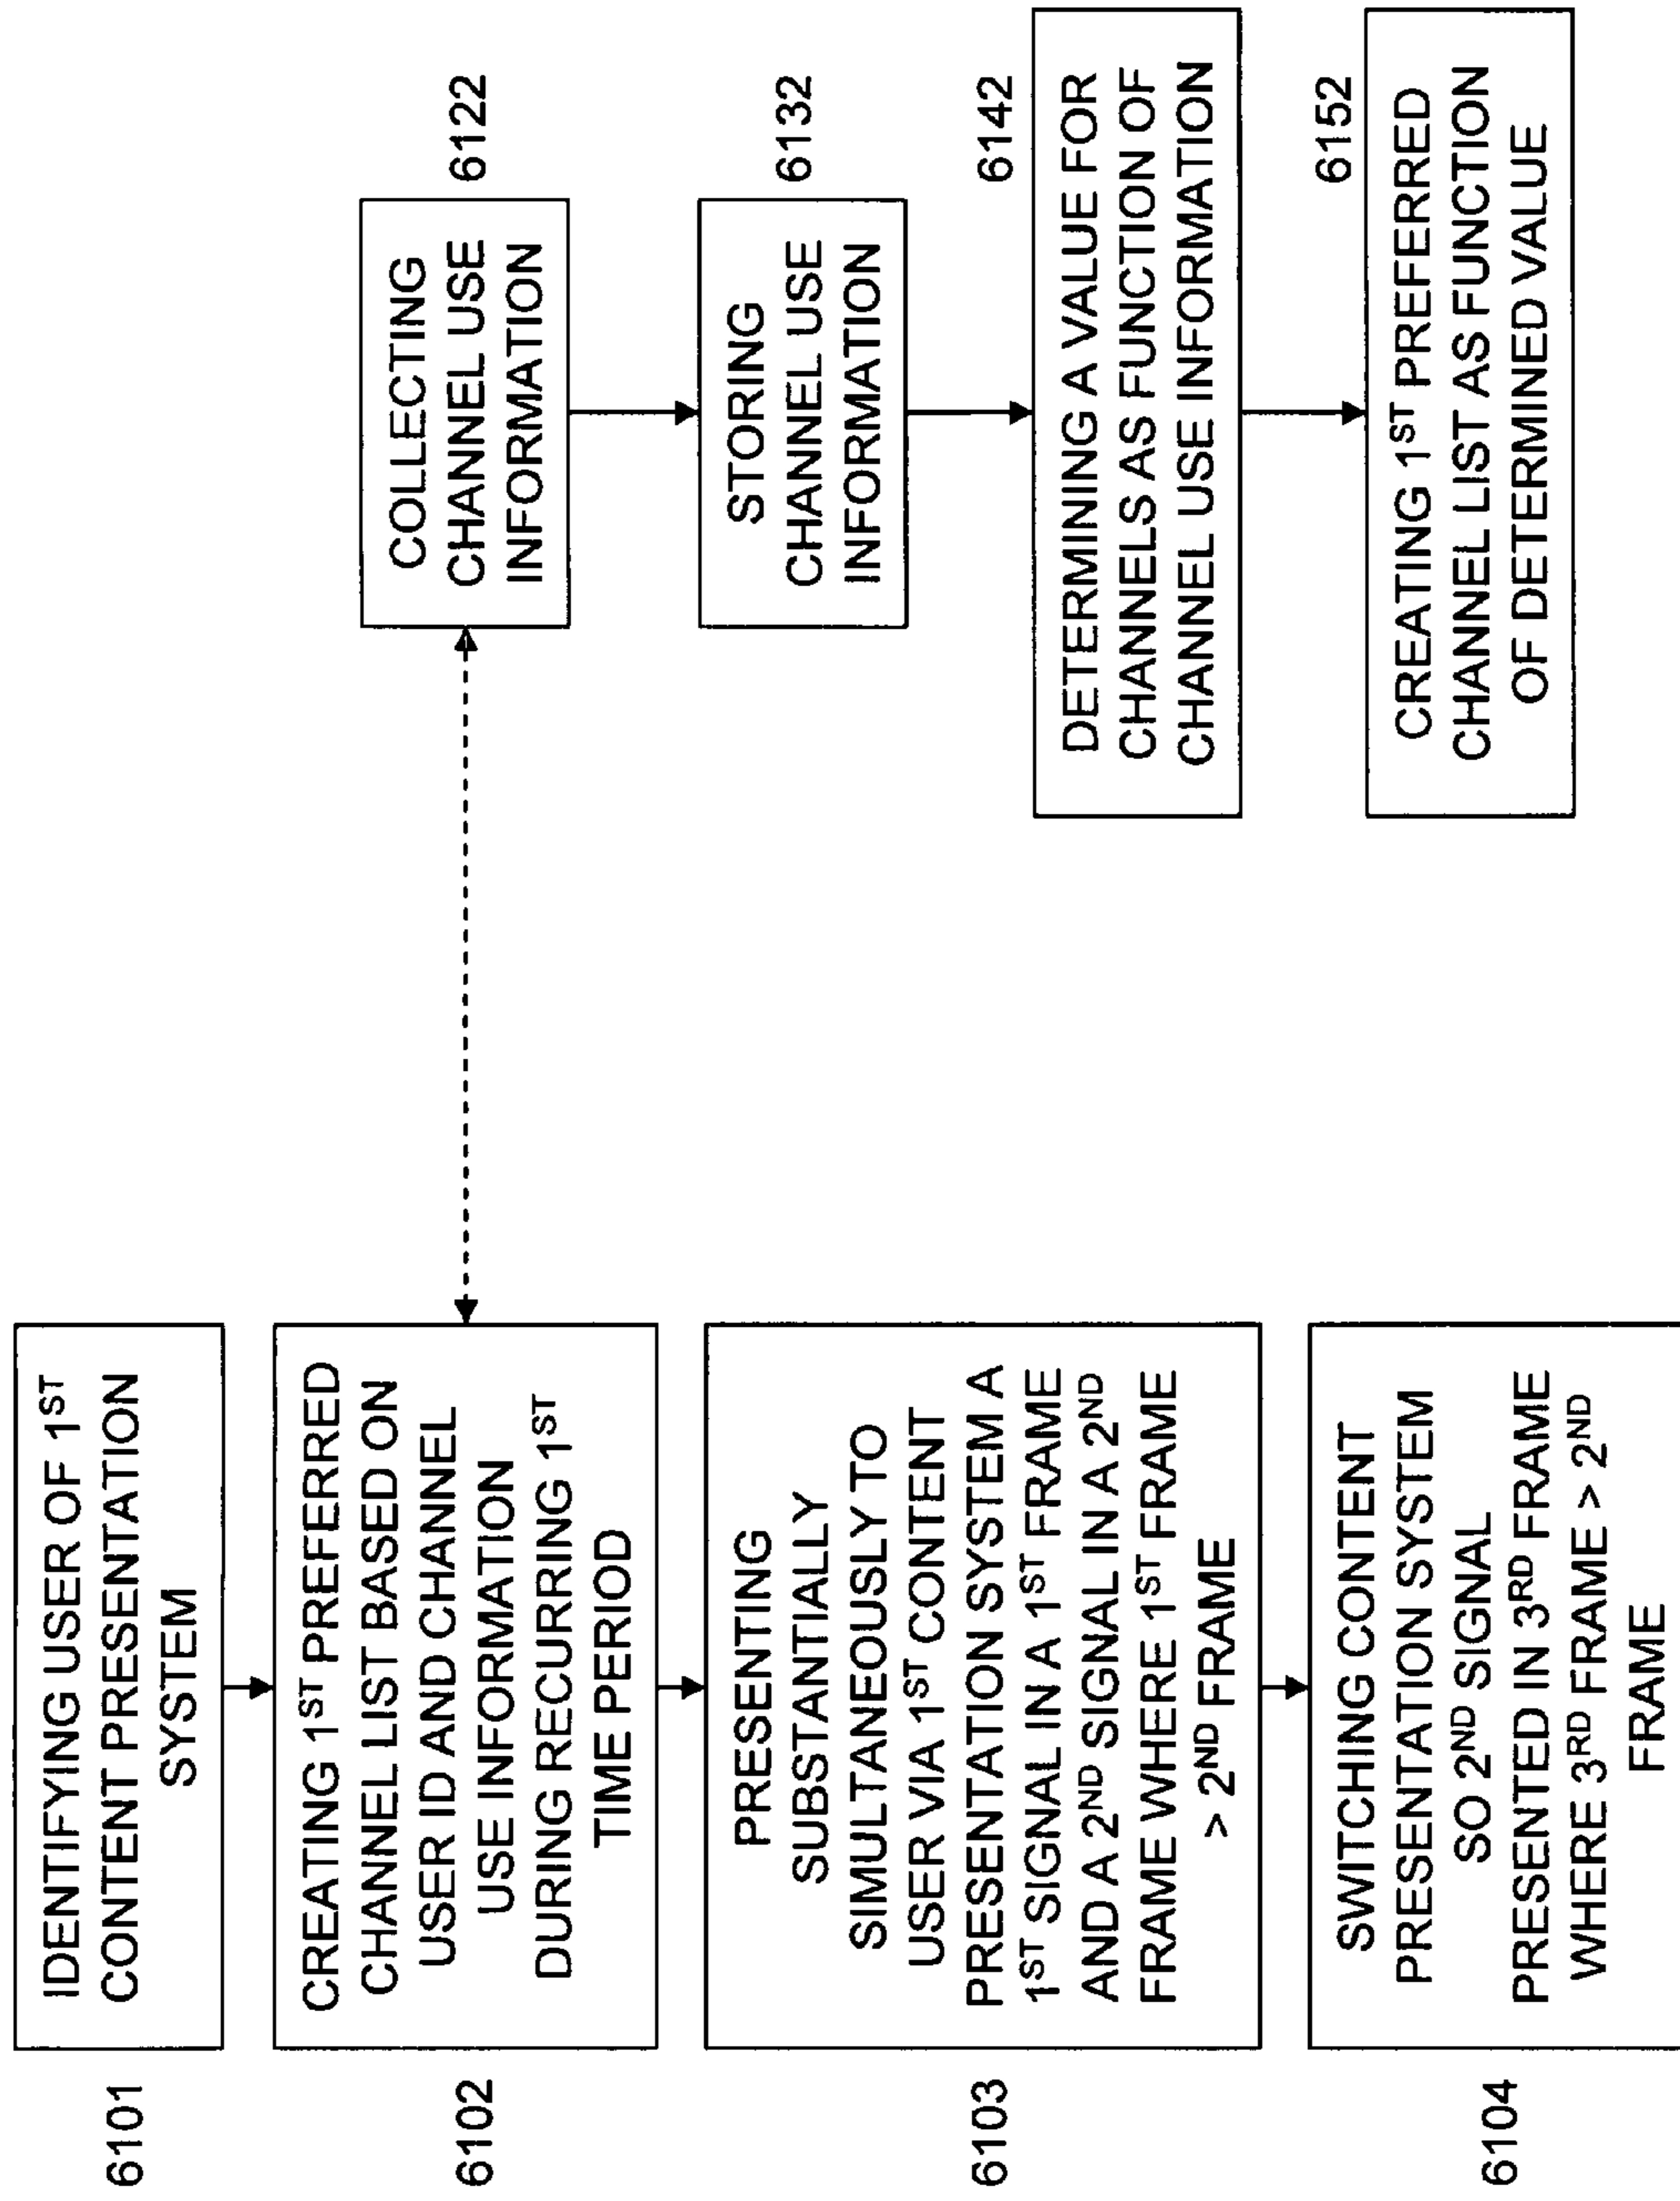 6101
IDENTIFYING USER OF 1ST
CONTENT PRESENTATION
SYSTEM
6102
CREATING 1ST PREFERRED
CHANNEL LIST BASED ON
USER ID AND CHANNEL
USE INFORMATION
DURING RECURRING 1ST
TIME PERIOD
6103
PRESENTING
SUBSTANTIALLY
SIMULTANEOUSLY TO
USER VIA 1ST CONTENT
PRESENTATION SYSTEM A
1ST SIGNAL IN A 1ST FRAME
AND A 2ND SIGNAL IN A 2ND
FRAME WHERE 1ST FRAME
> 2ND FRAME
6104
SWITCHING CONTENT
PRESENTATION SYSTEM
SO 2ND SIGNAL
PRESENTED IN 3RD FRAME
WHERE 3RD FRAME > 2ND
FRAME
6122
COLLECTING
CHANNEL USE
INFORMATION
6132
STORING
CHANNEL USE
INFORMATION
6142
DETERMINING A VALUE FOR
CHANNELS AS FUNCTION OF
CHANNEL USE INFORMATION
6152
CREATING 1ST PREFERRED
CHANNEL LIST AS FUNCTION
OF DETERMINED VALUE